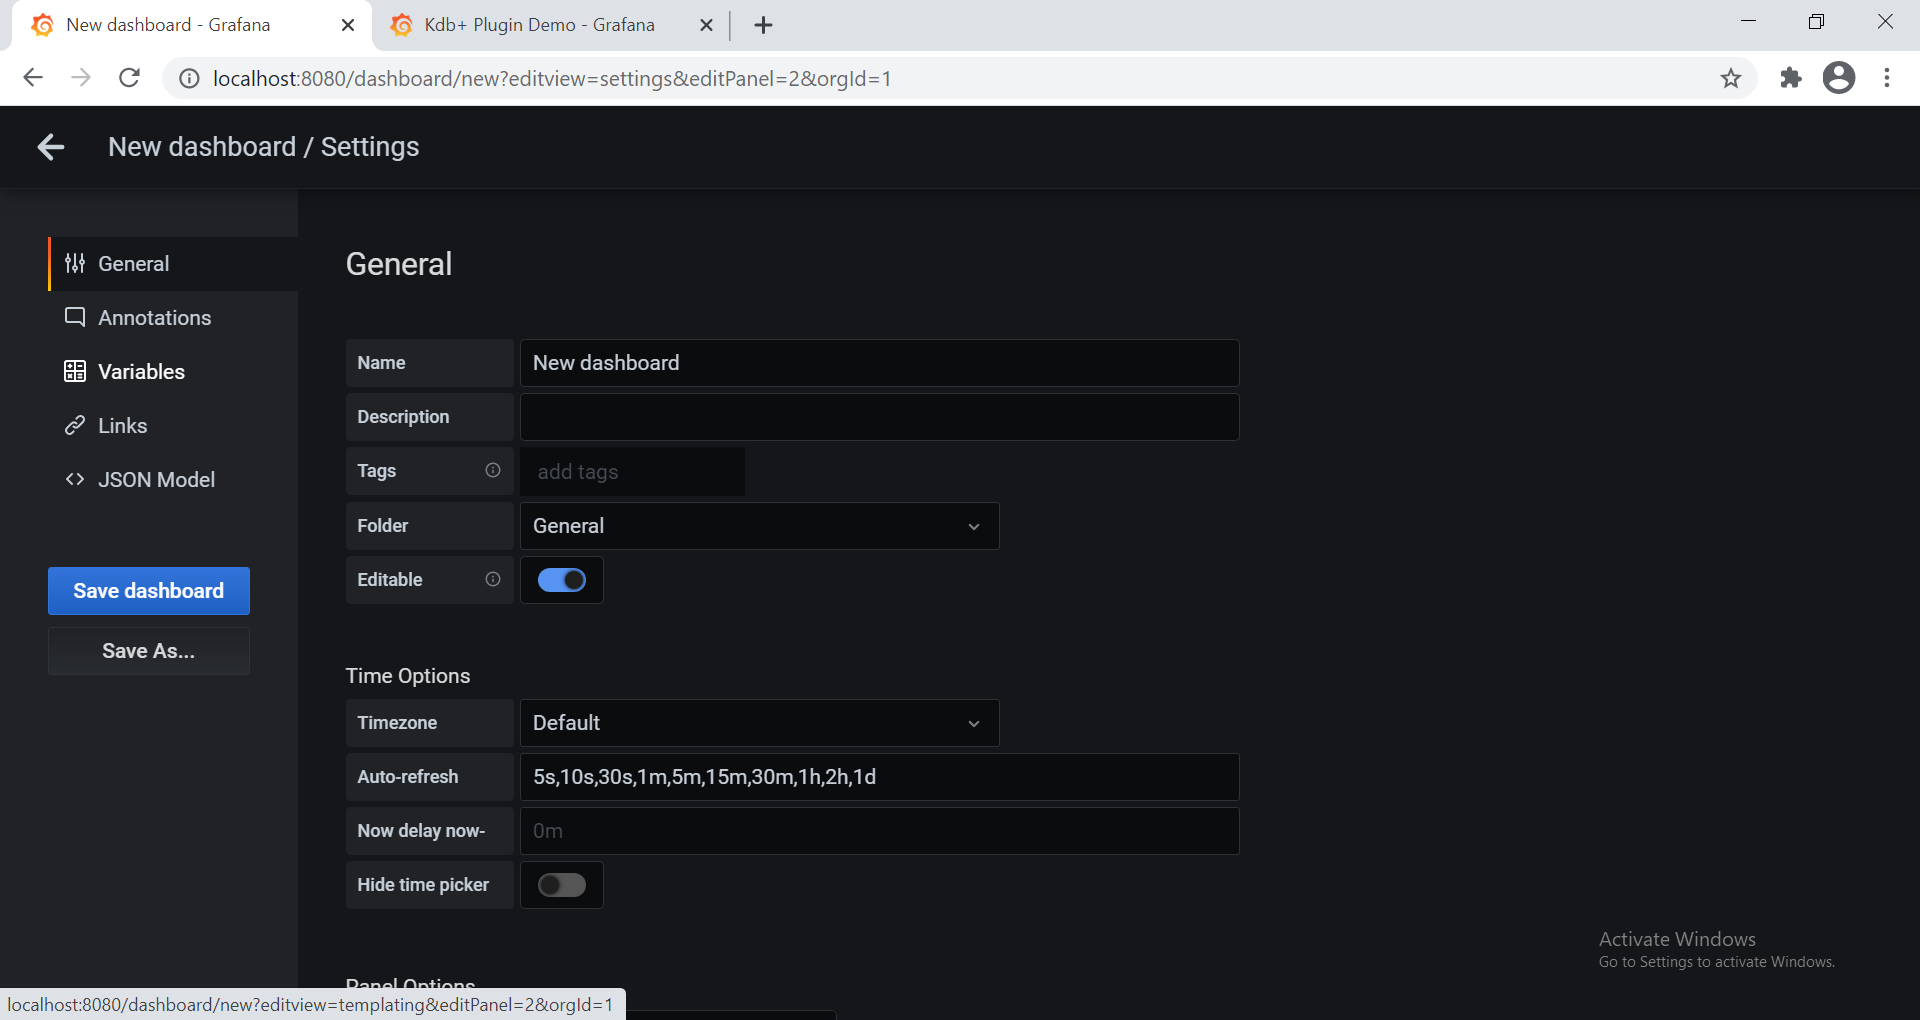 New dashboard - Grafana
Kdb+ Plugin Demo - Grafana
localhost:8080/dashboard/new?editview=settings&editPanel=2&orgId=1
New dashboard / Settings
General
Annotations
Variables
Links
JSON Model
Save dashboard
Save As...
General
Name
New dashboard
Description
Tags
add tags
Folder
General
Editable
Time Options
Timezone
Default
Auto-refresh
5s,10s,30s,1m,5m,15m,30m,1h,2h,1d
Now delay now-
0m
Hide time picker
Panel Options
Activate Windows
Go to Settings to activate Windows.
localhost:8080/dashboard/new?editview=templating&editPanel=2&orgId=1